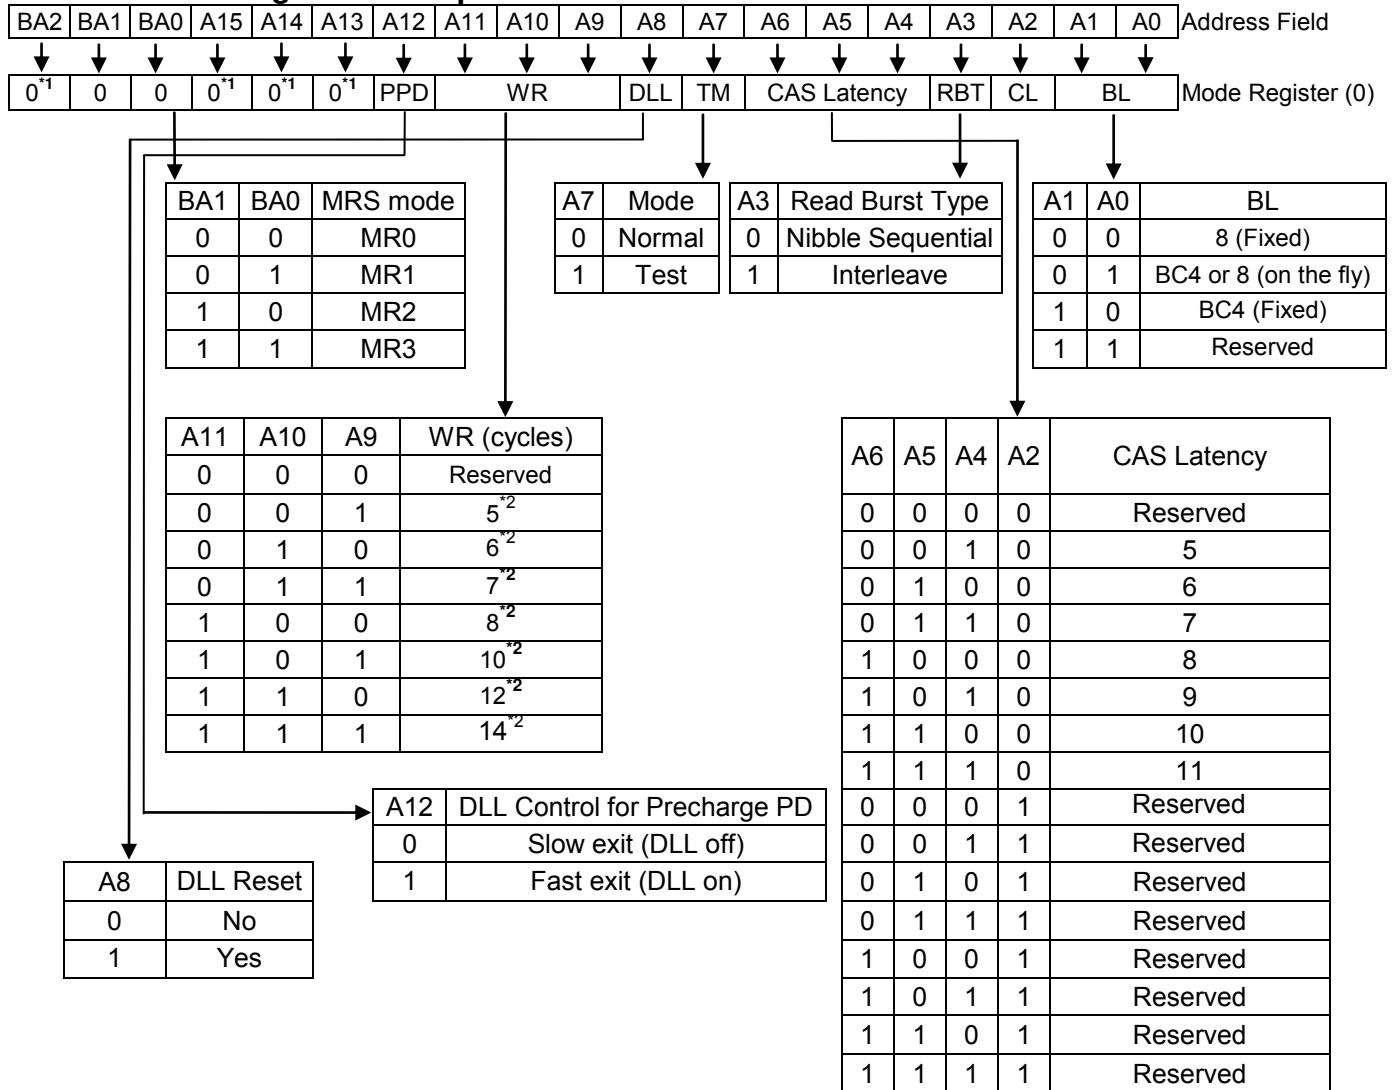 BA2 BA1 BA0 A15 A14 A13 A12 A11 A10 A9 A8 A7 A6 A5 A4 A3 A2 A1 A0 Address Field
0*1 0 0 0*1 0*1 0*1 PPD WR DLL TM CAS Latency RBT CL BL Mode Register (0)
BA1 BA0 MRS mode
0 0 MR0
0 1 MR1
1 0 MR2
1 1 MR3
A7 Mode
0 Normal
1 Test
A3 Read Burst Type
0 Nibble Sequential
1 Interleave
A1 A0 BL
0 0 8 (Fixed)
0 1 BC4 or 8 (on the fly)
1 0 BC4 (Fixed)
1 1 Reserved
A11 A10 A9 WR (cycles)
0 0 0 Reserved
0 0 1 5*2
0 1 0 6*2
0 1 1 7*2
1 0 0 8*2
1 0 1 10*2
1 1 0 12*2
1 1 1 14*2
A6 A5 A4 A2 CAS Latency
0 0 0 0 Reserved
0 0 1 0 5
0 1 0 0 6
0 1 1 0 7
1 0 0 0 8
1 0 1 0 9
1 1 0 0 10
1 1 1 0 11
0 0 0 1 Reserved
0 0 1 1 Reserved
0 1 0 1 Reserved
0 1 1 1 Reserved
1 0 0 1 Reserved
1 0 1 1 Reserved
1 1 0 1 Reserved
1 1 1 1 Reserved
A12 DLL Control for Precharge PD
0 Slow exit (DLL off)
1 Fast exit (DLL on)
A8 DLL Reset
0 No
1 Yes